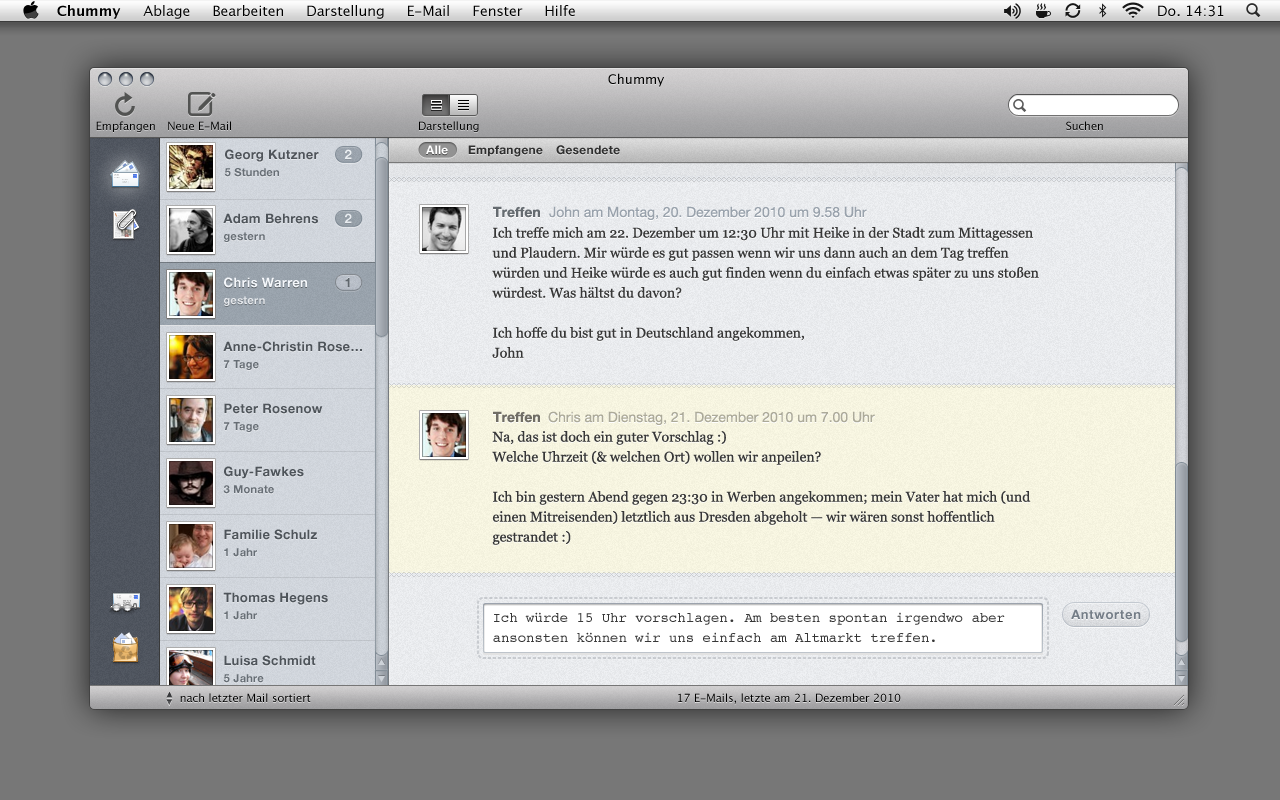 Chummy Ablage Bearbeiten Darstellung E-Mail Fenster Hilfe Do. 14:31
Chummy
Empfangen Neue E-Mail Darstellung Suchen
Alle Empfangene Gesendete
Georg Kutzner 2
5 Stunden
Adam Behrens 2
gestern
Chris Warren 1
gestern
Anne-Christin Rose...
7 Tage
Peter Rosenow
7 Tage
Guy-Fawkes
3 Monate
Familie Schulz
1 Jahr
Thomas Hegens
1 Jahr
Luisa Schmidt
5 Jahre
Treffen John am Montag, 20. Dezember 2010 um 9.58 Uhr
Ich treffe mich am 22. Dezember um 12:30 Uhr mit Heike in der Stadt zum Mittagessen
und Plaudern. Mir würde es gut passen wenn wir uns dann auch an dem Tag treffen
würden und Heike würde es auch gut finden wenn du einfach etwas später zu uns stoßen
würdest. Was hältst du davon?
Ich hoffe du bist gut in Deutschland angekommen,
John
Treffen Chris am Dienstag, 21. Dezember 2010 um 7.00 Uhr
Na, das ist doch ein guter Vorschlag :)
Welche Uhrzeit (& welchen Ort) wollen wir anpeilen?
Ich bin gestern Abend gegen 23:30 in Werben angekommen; mein Vater hat mich (und
einen Mitreisenden) letztlich aus Dresden abgeholt — wir wären sonst hoffentlich
gestrandet :)
Ich würde 15 Uhr vorschlagen. Am besten spontan irgendwo aber
ansonsten können wir uns einfach am Altmarkt treffen.
Antworten
nach letzter Mail sortiert
17 E-Mails, letzte am 21. Dezember 2010